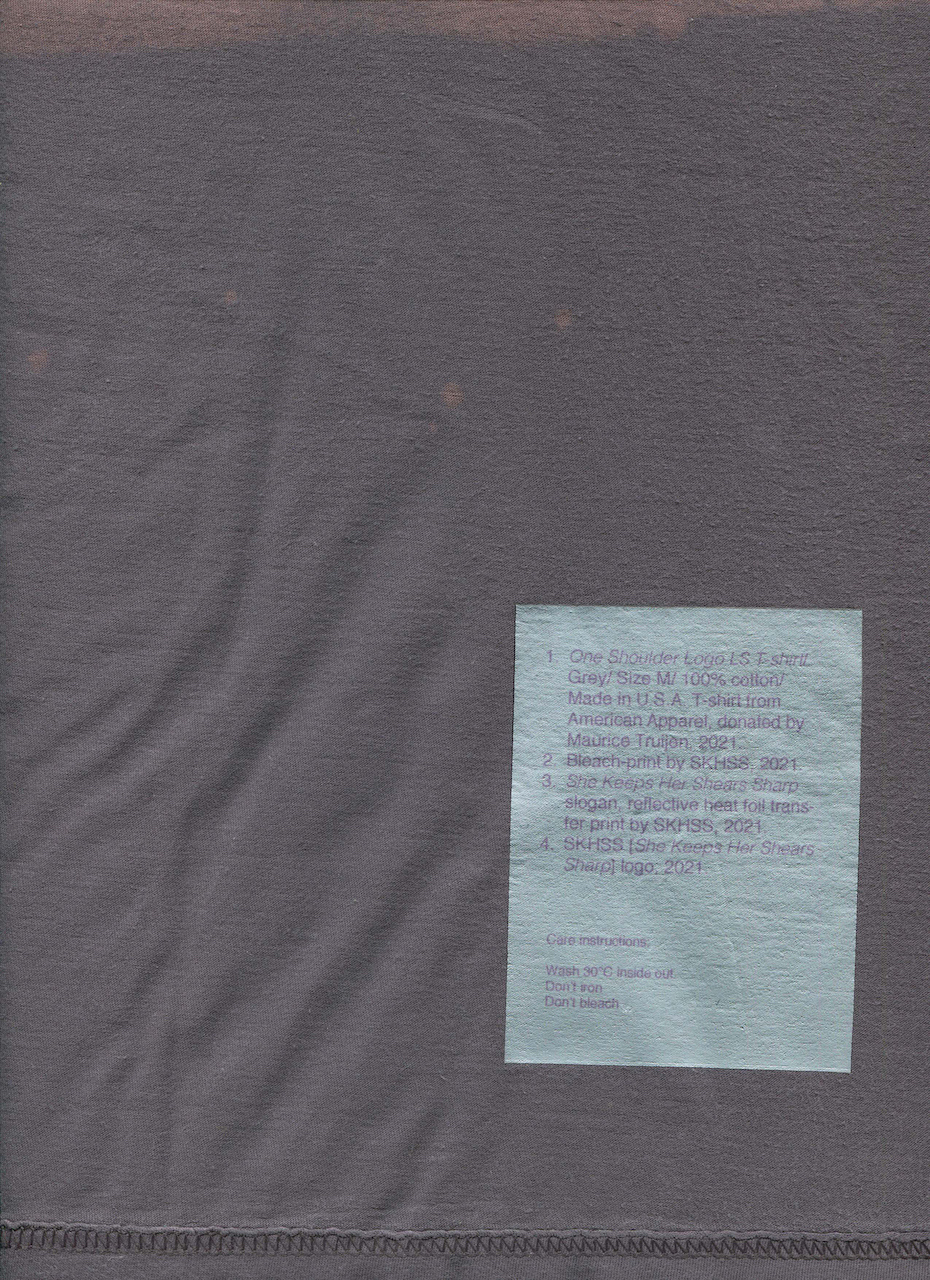 1. One Shoulder Logo LS T-shirt.
Grey/ Size M/ 100% cotton/
Made in U.S.A. T-shirt from
American Apparel, donated by
Maurice Truijen, 2021.
2. Bleach-print by SKHSS, 2021.
3. She Keeps Her Shears Sharp
slogan, reflective heat foil trans-
fer print by SKHSS, 2021.
4. SKHSS [She Keeps Her Shears
Sharp] logo, 2021.
Care instructions:
Wash 30°C inside out
Don't iron
Don't bleach